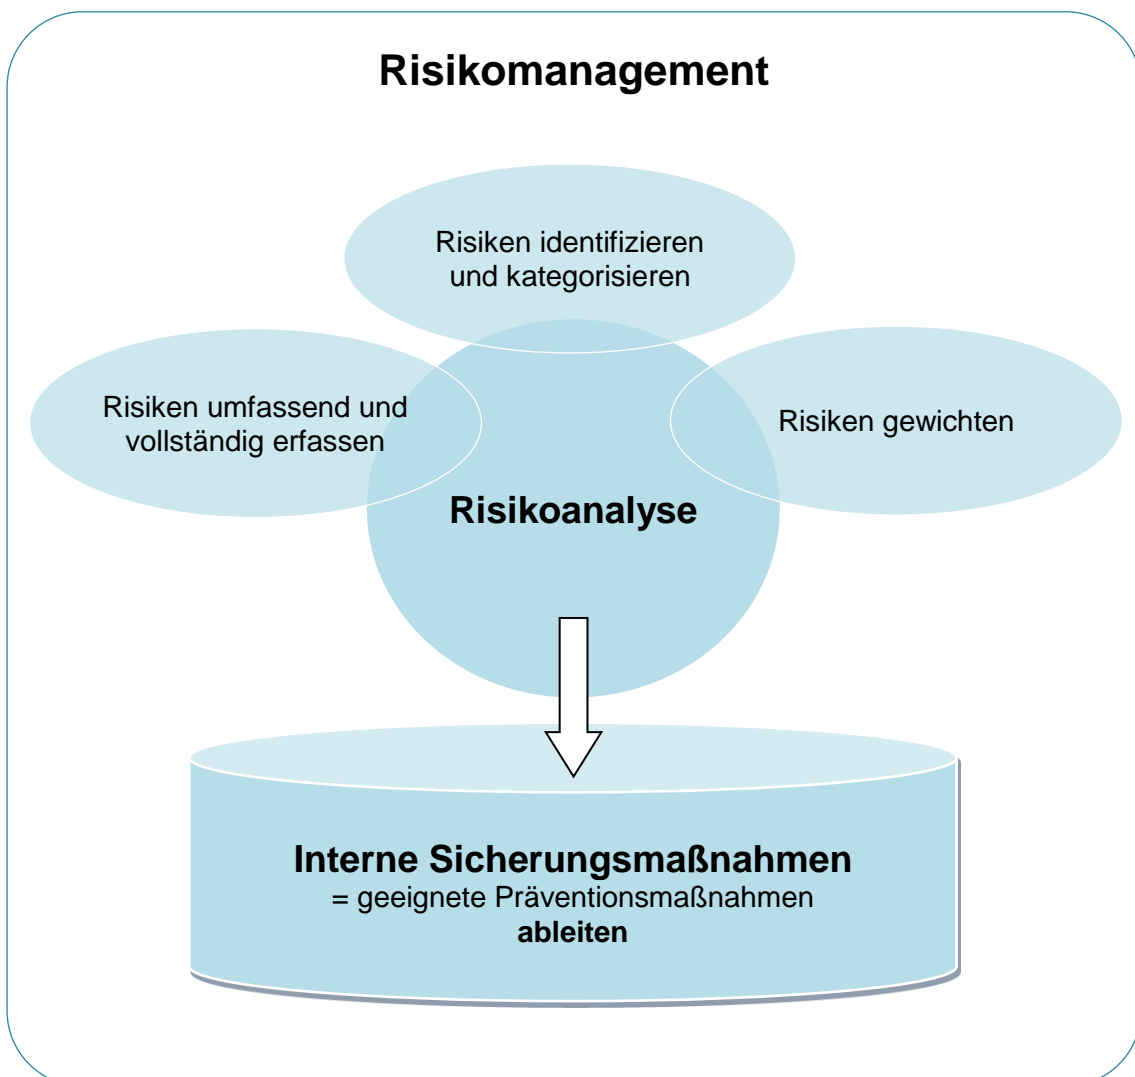 Risikomanagement
Risiken identifizieren
und kategorisieren
Risiken umfassend und
vollständig erfassen
Risiken gewichten
Risikoanalyse
Interne Sicherungsmaßnahmen
= geeignete Präventionsmaßnahmen
ableiten